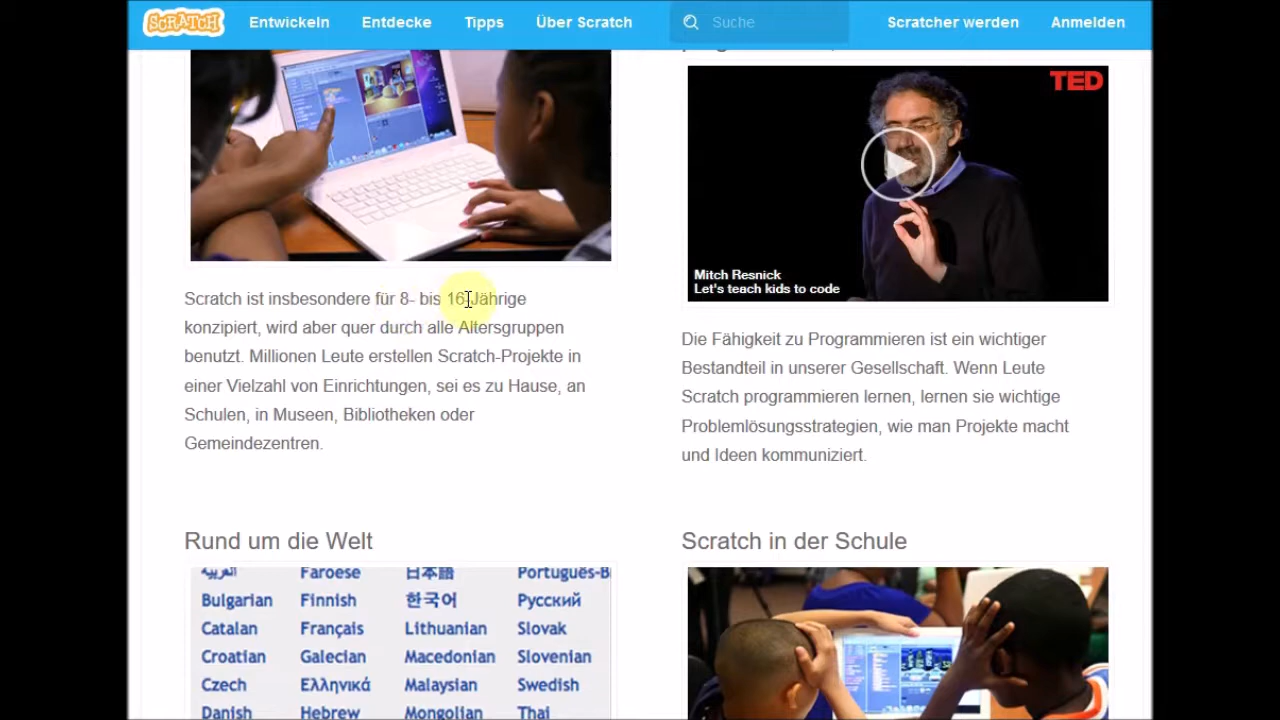 SCRATCH Entwickeln Entdecke Tipps Über Scratch Suche Scratcher werden Anmelden
Scratch ist insbesondere für 8- bis 16-Jährige
konzipiert, wird aber quer durch alle Altersgruppen
benutzt. Millionen Leute erstellen Scratch-Projekte in
einer Vielzahl von Einrichtungen, sei es zu Hause, an
Schulen, in Museen, Bibliotheken oder
Gemeindezentren.
TED
Mitch Resnick
Let's teach kids to code
Die Fähigkeit zu Programmieren ist ein wichtiger
Bestandteil in unserer Gesellschaft. Wenn Leute
Scratch programmieren lernen, lernen sie wichtige
Problemlösungsstrategien, wie man Projekte macht
und Ideen kommuniziert.
Rund um die Welt
العربية Faroese 日本語 Português-B
Bulgarian Finnish 한국어 Русский
Catalan Français Lithuanian Slovak
Croatian Galecian Macedonian Slovenian
Czech Ελληνικά Malaysian Swedish
Danish Hebrew Mongolian Thai
Scratch in der Schule